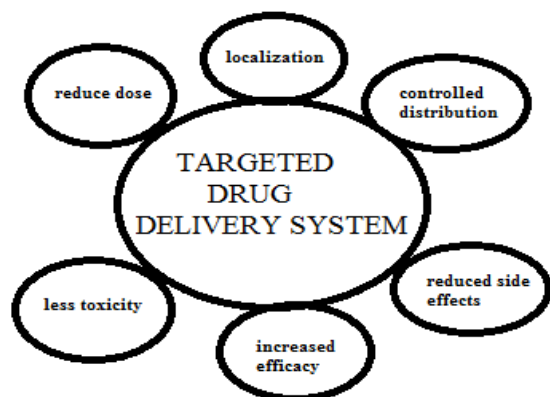 localization
reduce dose
controlled
distribution
TARGETED
DRUG
DELIVERY SYSTEM
less toxicity
reduced side
effects
increased
efficacy